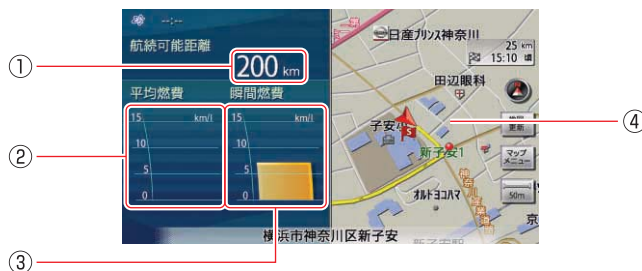 --:--
航続可能距離
① 200 km
平均燃費
瞬間燃費
15 km/l
10
5
0
15 km/l
10
5
0
②
③
日産プリンス神奈川
25 km
15:10 頃
田辺眼科
④
S
更新
新子安1
マップ
メニュー
オルトヨコハマ
50m
横浜市神奈川区新子安